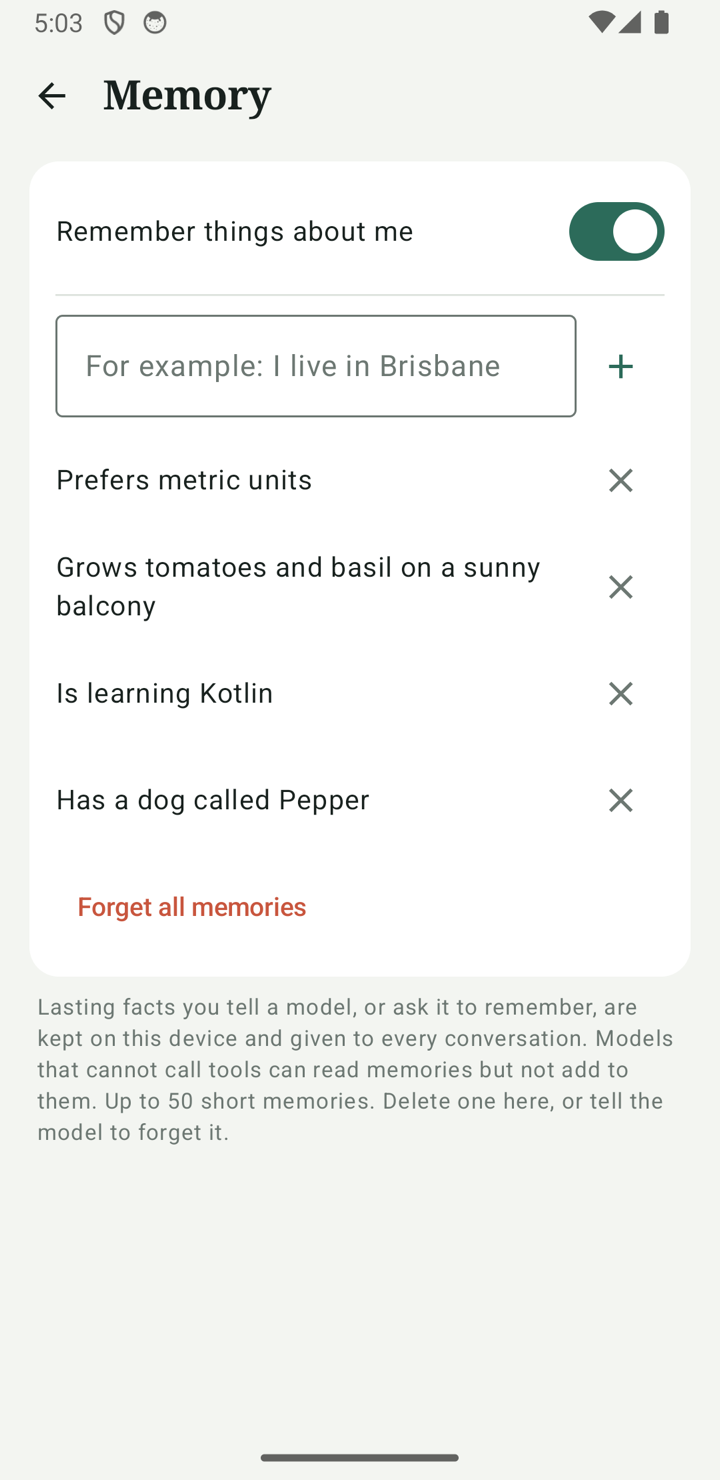 5:03
Memory
Remember things about me
For example: I live in Brisbane
Prefers metric units
Grows tomatoes and basil on a sunny
balcony
Is learning Kotlin
Has a dog called Pepper
Forget all memories
Lasting facts you tell a model, or ask it to remember, are
kept on this device and given to every conversation. Models
that cannot call tools can read memories but not add to
them. Up to 50 short memories. Delete one here, or tell the
model to forget it.